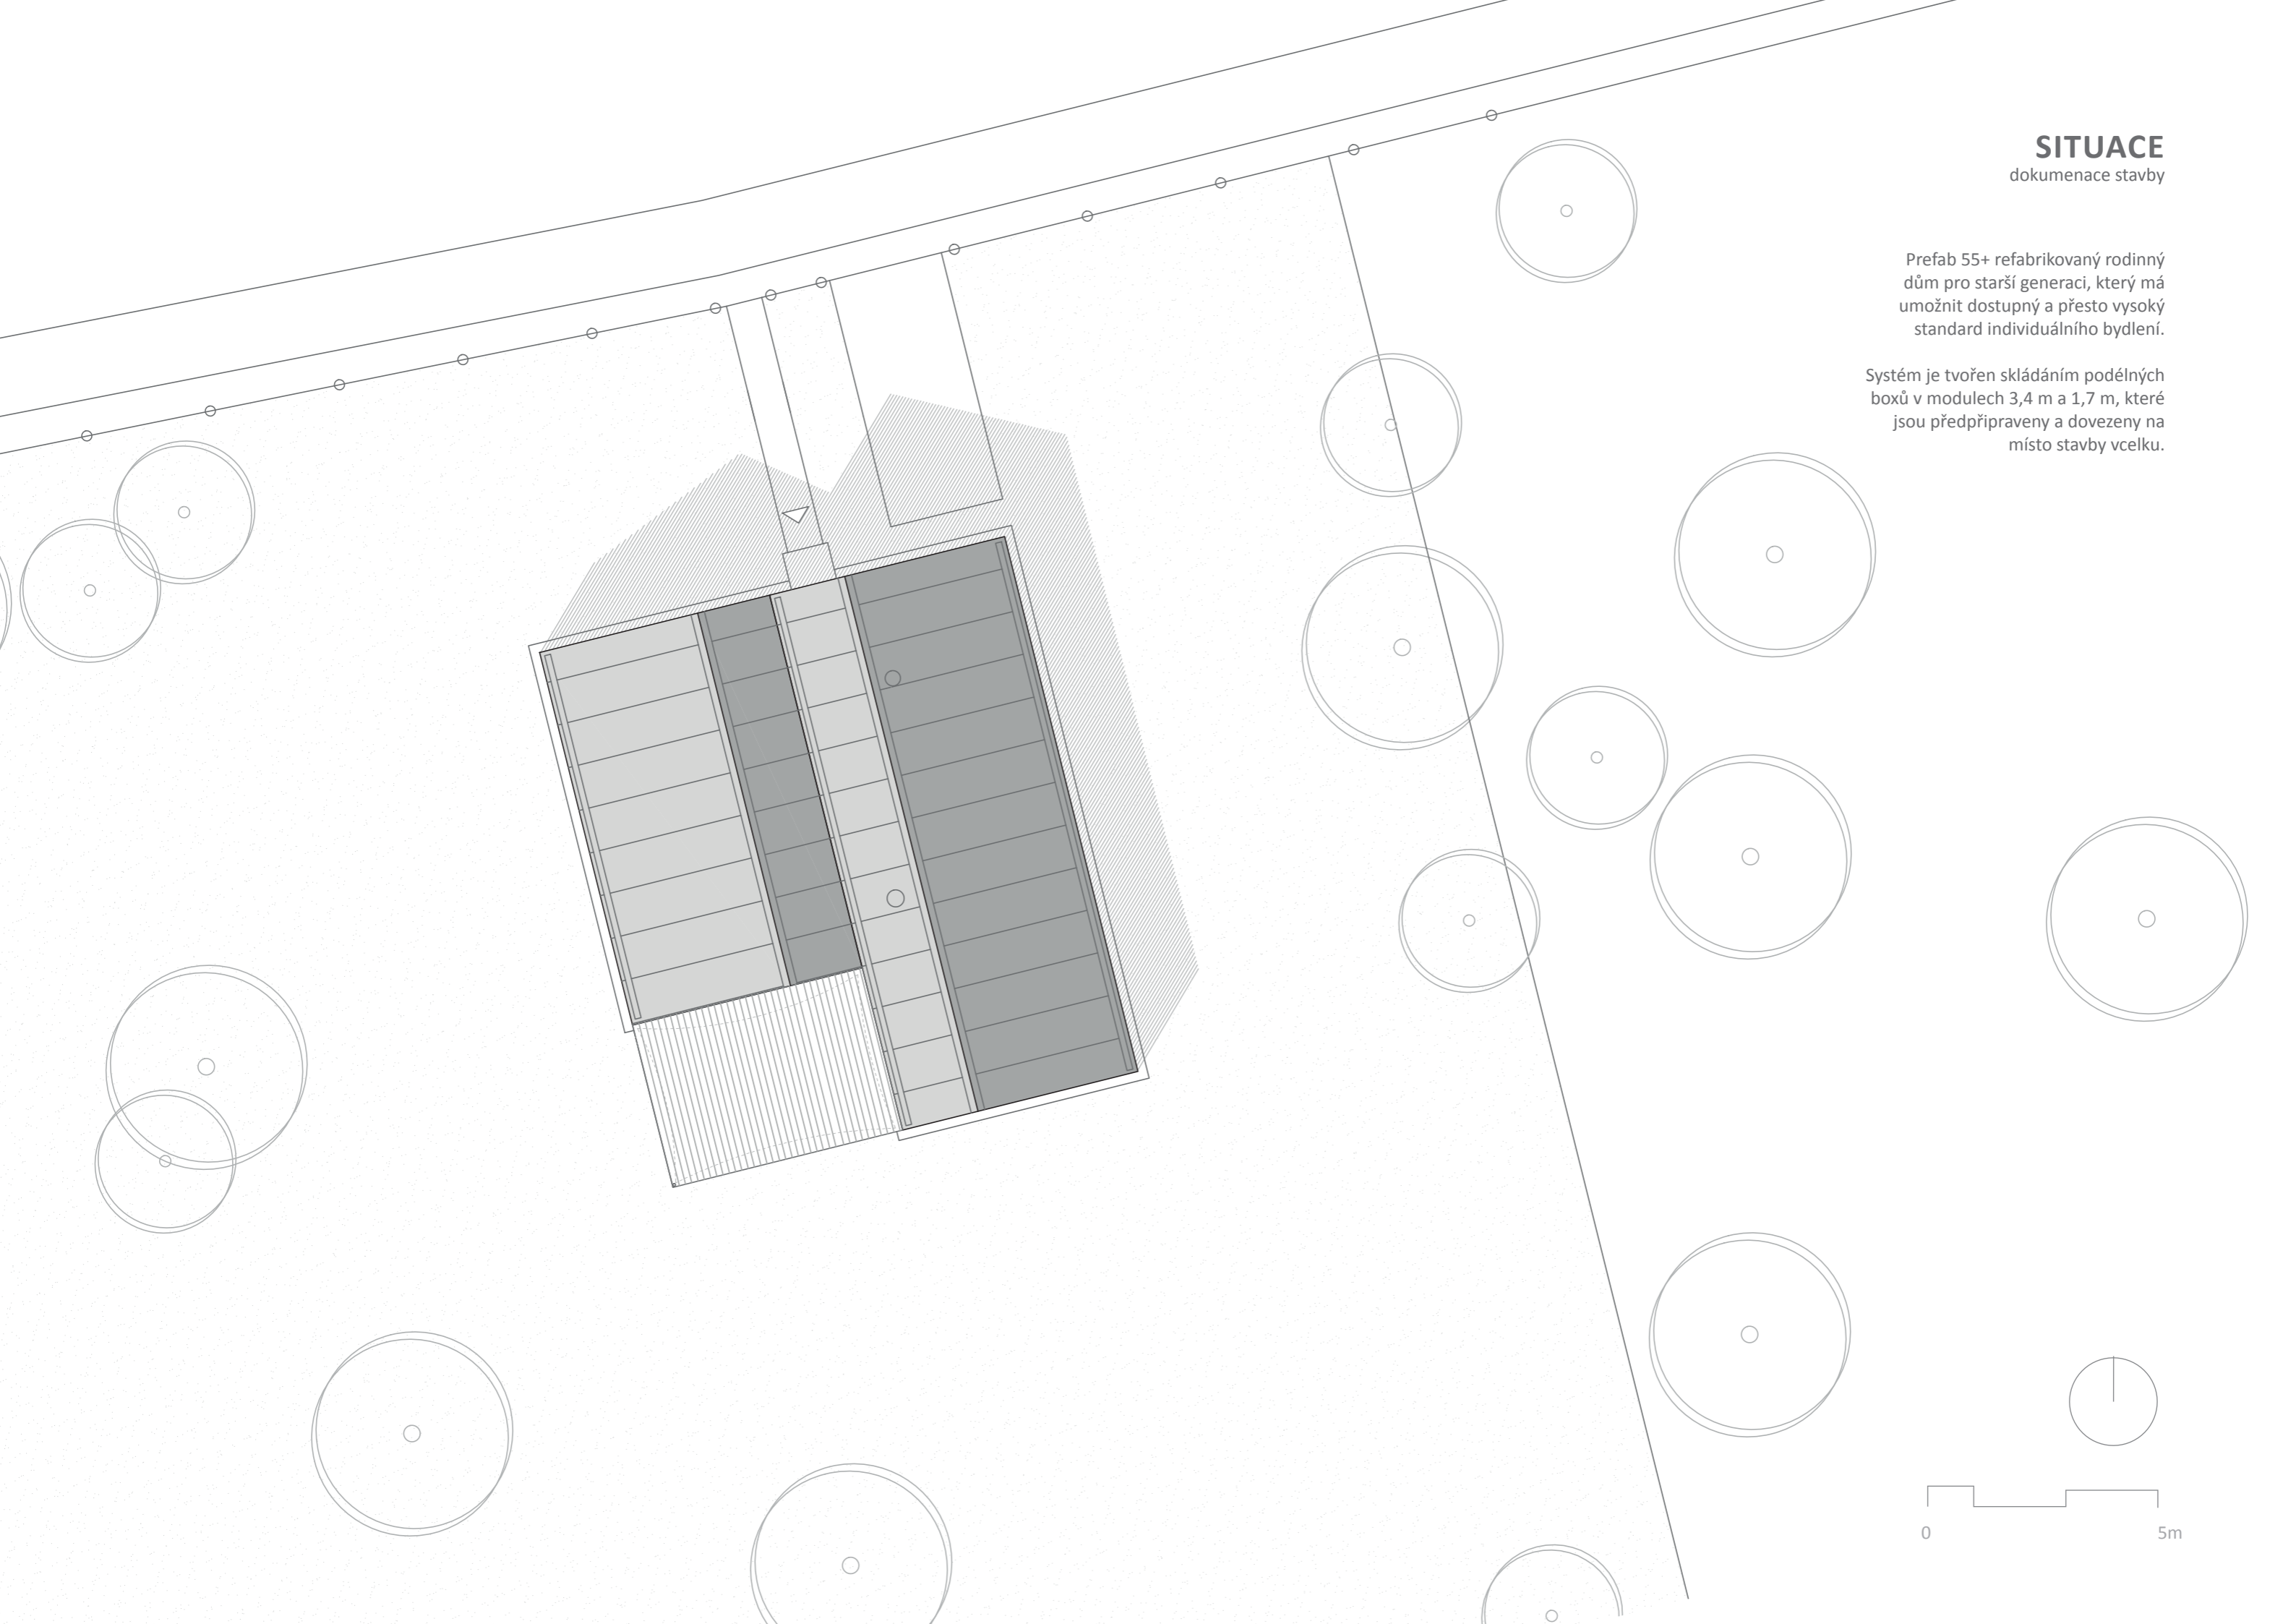 SITUACE
dokumenace stavby
Prefab 55+ refabrikovaný rodinný
dům pro starší generaci, který má
umožnit dostupný a přesto vysoký
standard individuálního bydlení.
Systém je tvořen skládáním podélných
boxů v modulech 3,4 m a 1,7 m, které
jsou předpřipraveny a dovezeny na
místo stavby vcelku.
0 5m